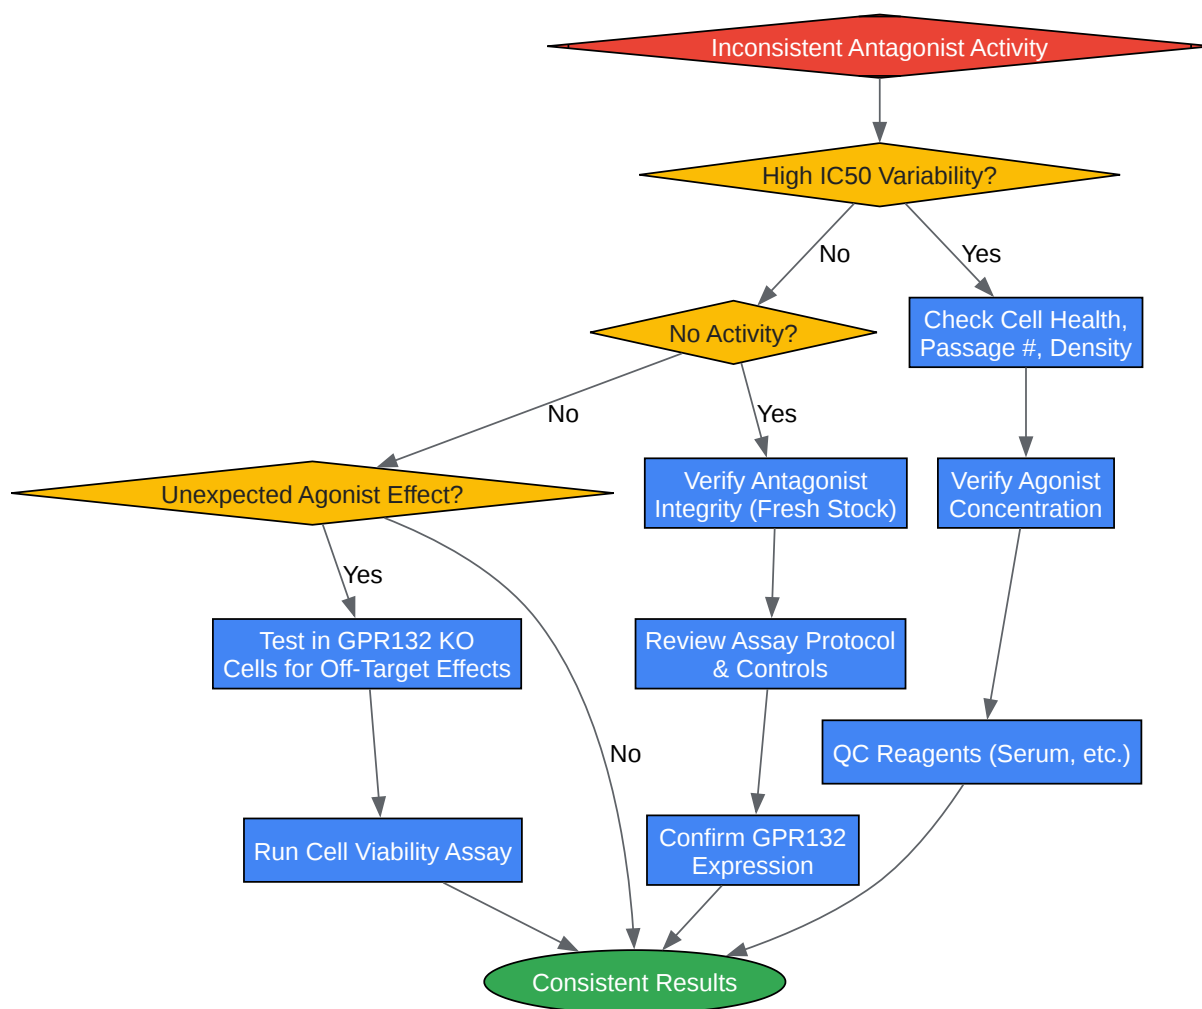 Inconsistent Antagonist Activity
High IC50 Variability?
No
Yes
No Activity?
Check Cell Health,
Passage #, Density
No
Yes
Unexpected Agonist Effect?
Verify Antagonist
Integrity (Fresh Stock)
Verify Agonist
Concentration
Yes
Test in GPR132 KO
Cells for Off-Target Effects
Review Assay Protocol
& Controls
No
QC Reagents (Serum, etc.)
Run Cell Viability Assay
Confirm GPR132
Expression
Consistent Results